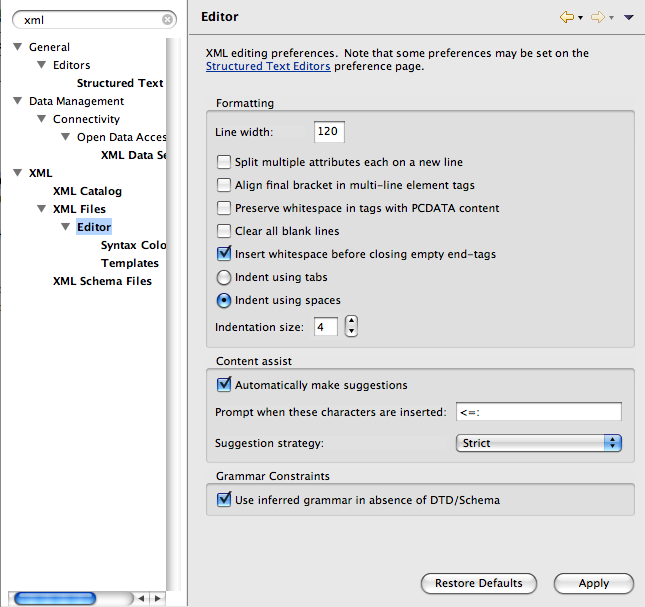 xml
General
Editors
Structured Text
Data Management
Connectivity
Open Data Acces
XML Data Se
XML
XML Catalog
XML Files
Editor
Syntax Colo
Templates
XML Schema Files
Editor
XML editing preferences. Note that some preferences may be set on the
Structured Text Editors preference page.
Formatting
Line width: 120
Split multiple attributes each on a new line
Align final bracket in multi-line element tags
Preserve whitespace in tags with PCDATA content
Clear all blank lines
Insert whitespace before closing empty end-tags
Indent using tabs
Indent using spaces
Indentation size: 4
Content assist
Automatically make suggestions
Prompt when these characters are inserted: <=:
Suggestion strategy: Strict
Grammar Constraints
Use inferred grammar in absence of DTD/Schema
Restore Defaults Apply